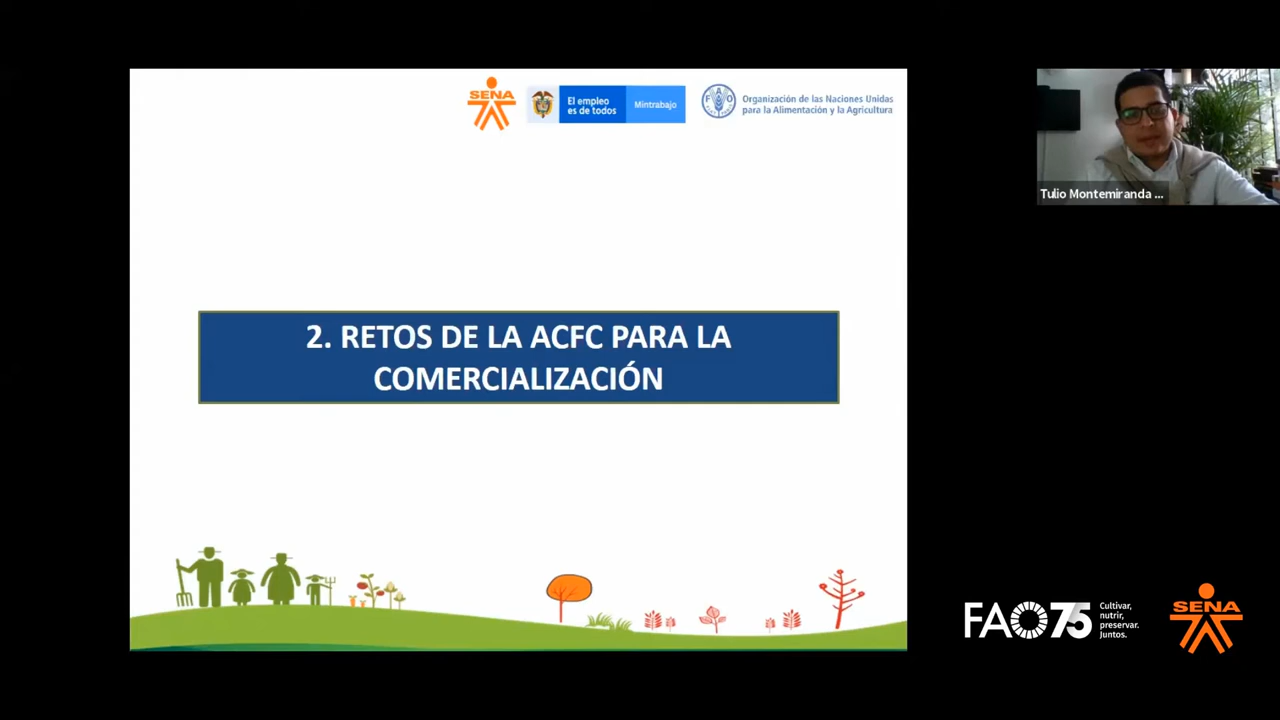 SENA
El empleo
es de todos
Mintrabajo
FAO
Organización de las Naciones Unidas
para la Alimentación y la Agricultura
Tulio Montemiranda ...
2. RETOS DE LA ACFC PARA LA
COMERCIALIZACIÓN
FAO75
Cultivar,
nutrir,
preservar.
Juntos.
SENA